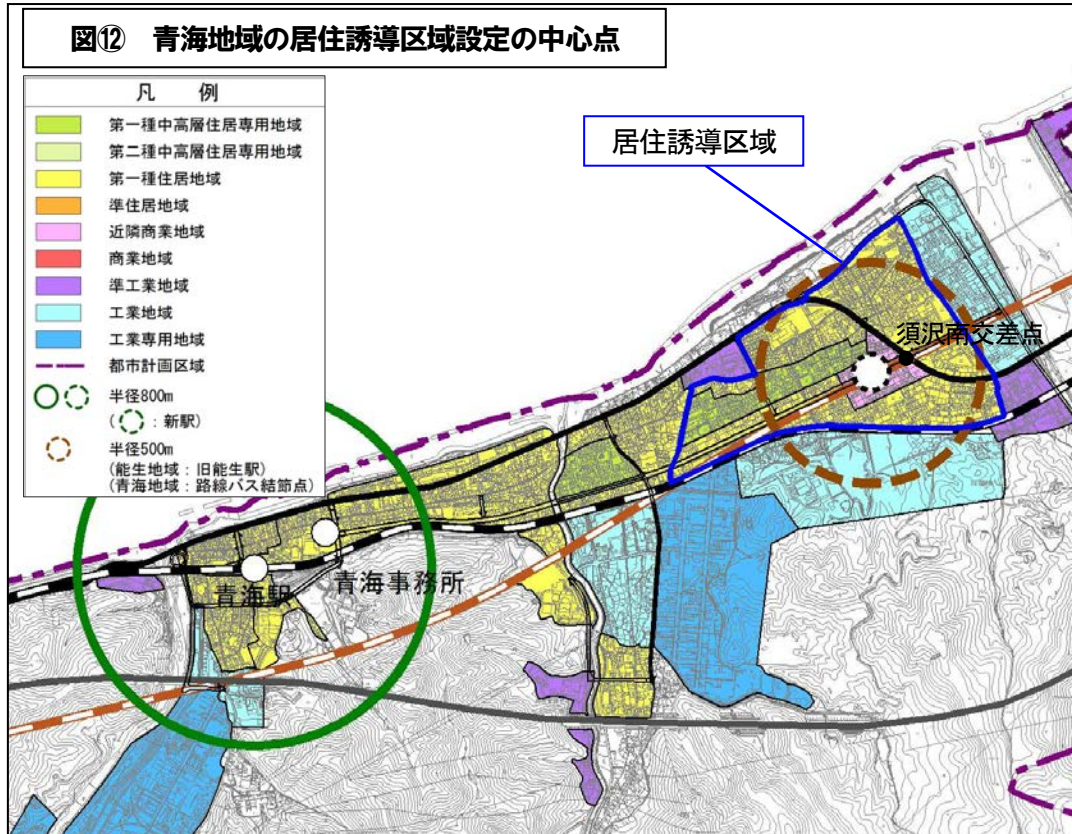 図⑫ 青海地域の居住誘導区域設定の中心点
凡 例
第一種中高層住居専用地域
第二種中高層住居専用地域
第一種住居地域
準住居地域
近隣商業地域
商業地域
準工業地域
工業地域
工業専用地域
都市計画区域
半径800m
(　：新駅)
半径500m
(能生地域：旧能生駅)
(青海地域：路線バス結節点)
居住誘導区域
須沢南交差点
青海駅
青海事務所